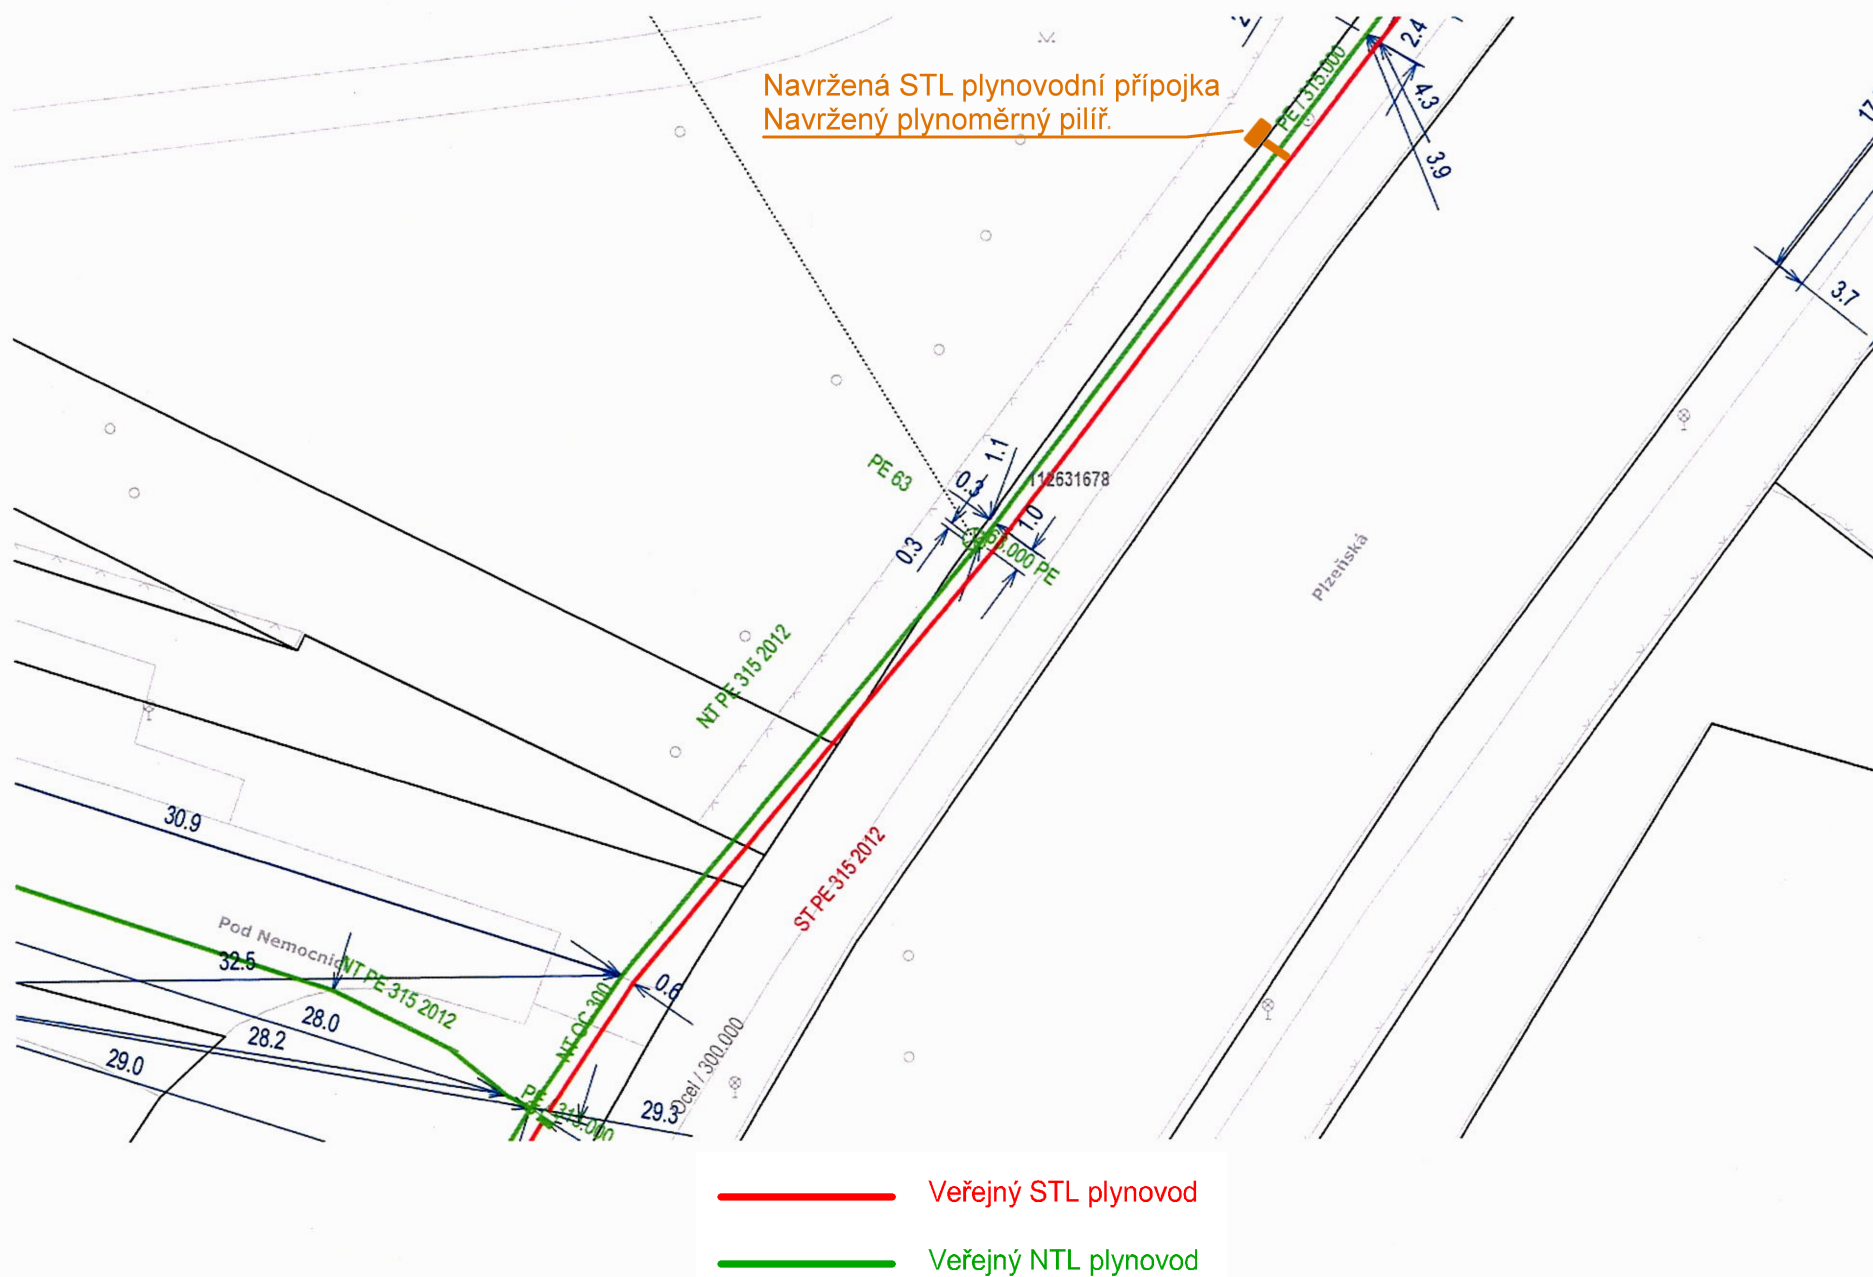 2.4
Navržená STL plynovodní přípojka
Navržený plynoměrný pilíř.
PE / 315.000
4.3
3.9
3.7
1.1
PE 63
0.3
112631678
1.0
0.3
.000 PE
Plzeňská
NT PE 315 2012
30.9
ST PE 315 2012
Pod Nemocnicí
32.5
NT PE 315 2012
0.6
NT OC 300
28.0
28.2
29.0
Ocel / 300.000
29.3
PE
315.000
Veřejný STL plynovod
Veřejný NTL plynovod